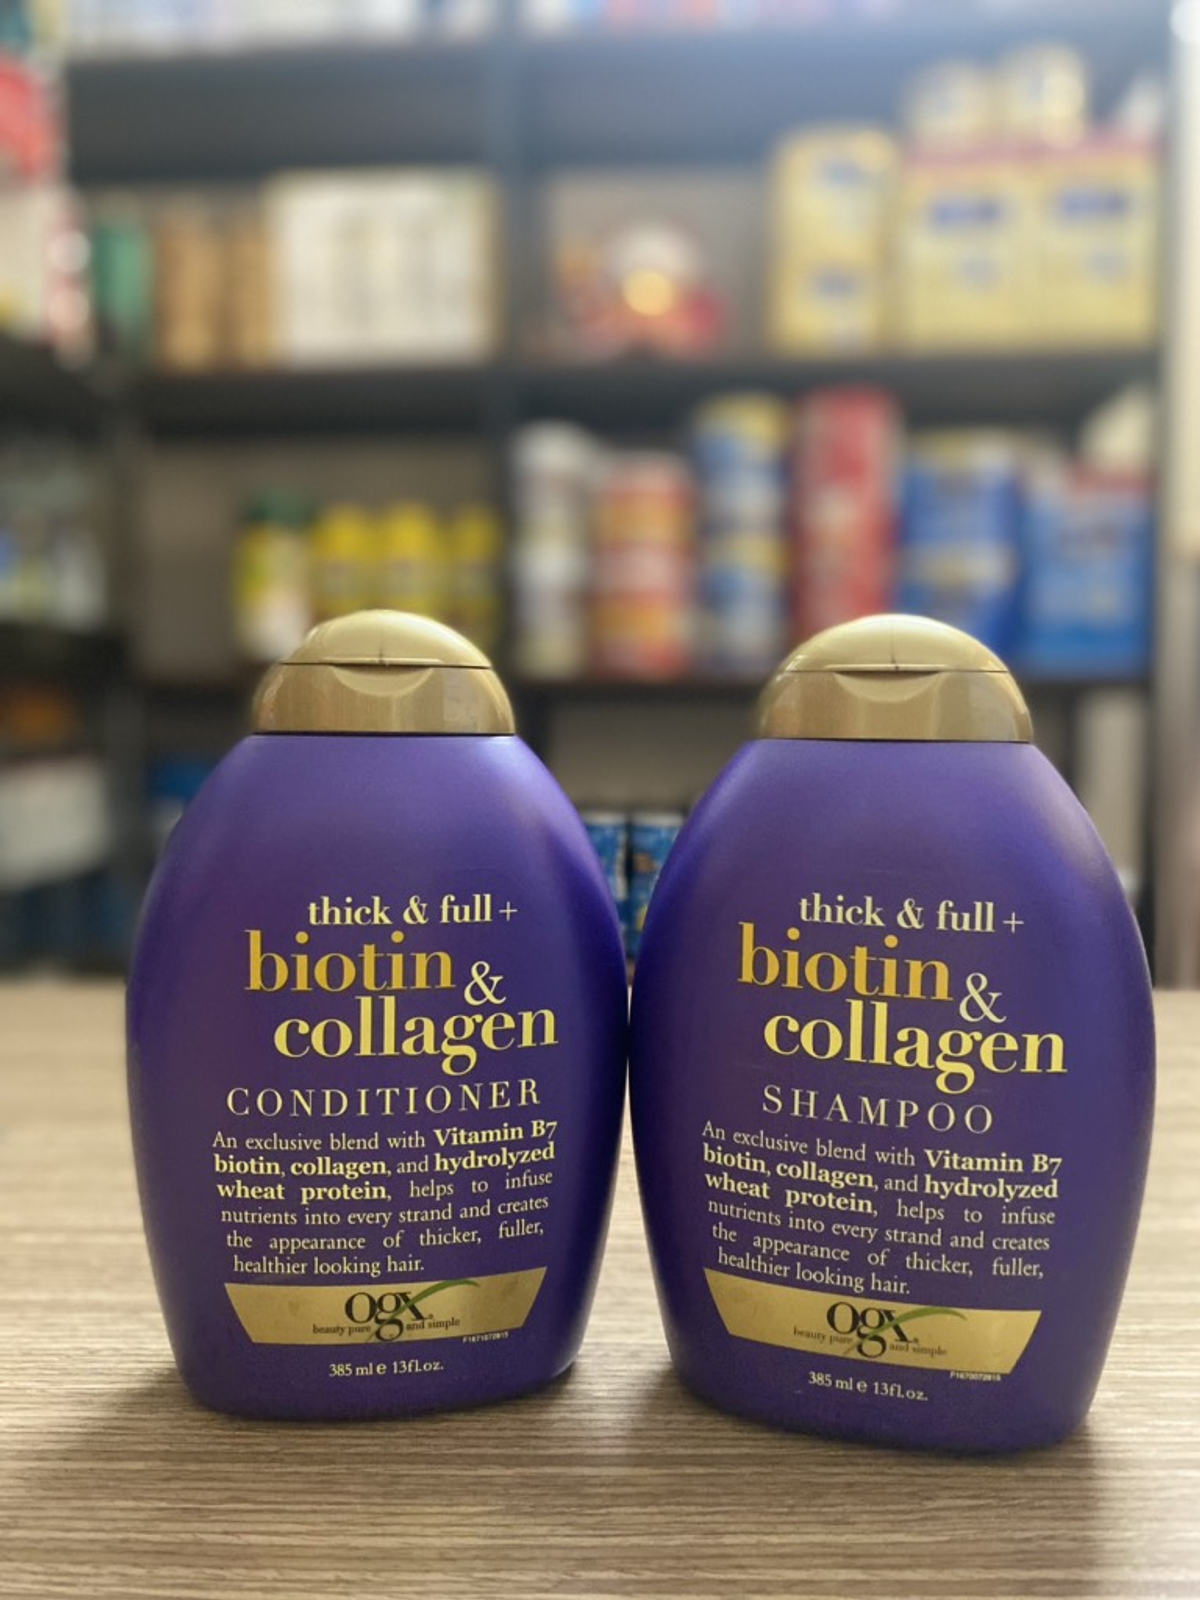 thick & full +
biotin &
collagen
CONDITIONER
An exclusive blend with Vitamin B7
biotin, collagen, and hydrolyzed
wheat protein, helps to infuse
nutrients into every strand and creates
the appearance of thicker, fuller,
healthier looking hair.
ogx
beauty pure and simple
F1671072815
385 ml e 13fl.oz.
thick & full +
biotin &
collagen
SHAMPOO
An exclusive blend with Vitamin B7
biotin, collagen, and hydrolyzed
wheat protein, helps to infuse
nutrients into every strand and creates
the appearance of thicker, fuller,
healthier looking hair.
ogx
beauty pure and simple
F1670072815
385 ml e 13fl.oz.